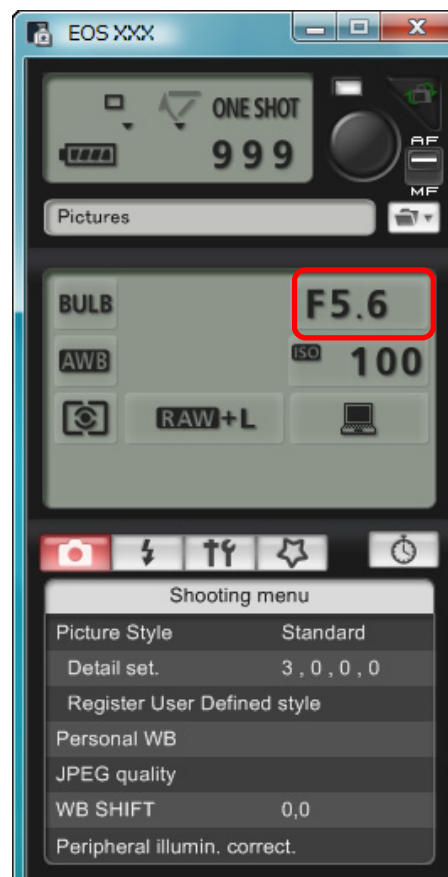 EOS XXX
ONE SHOT
999
AF
MF
Pictures
BULB
F5.6
AWB
ISO 100
RAW+L
Shooting menu
Picture Style Standard
Detail set. 3 , 0 , 0 , 0
Register User Defined style
Personal WB
JPEG quality
WB SHIFT 0,0
Peripheral illumin. correct.